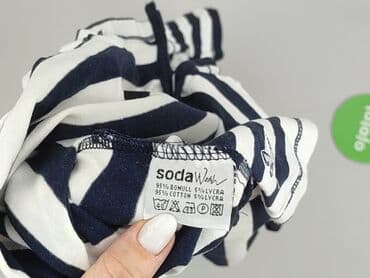 soda Wear
95% BOMULL 5% LYCRA
95% COTTON 5% LYCRA